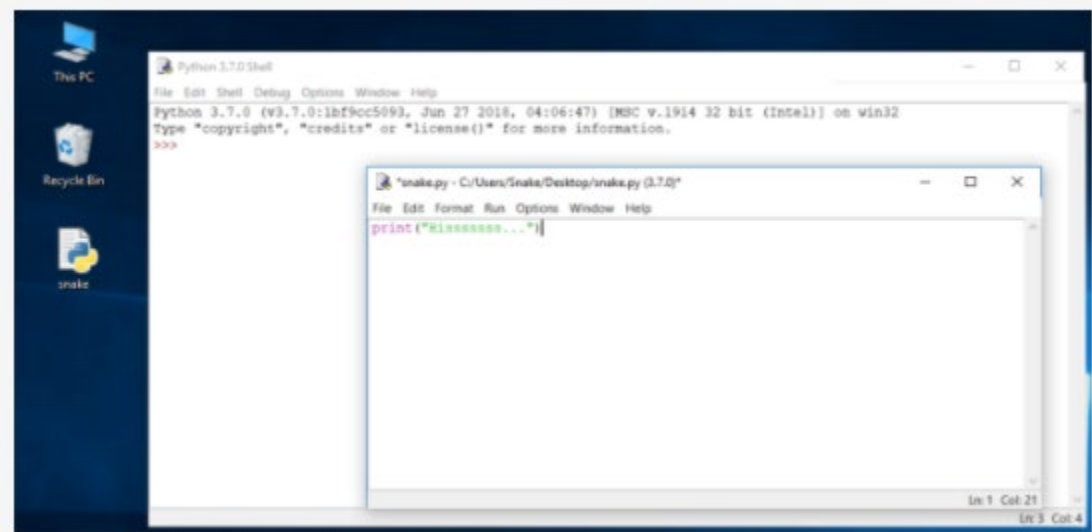 This PC
Recycle Bin
snake
Python 3.7.0 Shell
File Edit Shell Debug Options Window Help
Python 3.7.0 (v3.7.0:1bf9cc5093, Jun 27 2018, 04:06:47) [MSC v.1914 32 bit (Intel)] on win32
Type "copyright", "credits" or "license()" for more information.
>>>
*snake.py - C:/Users/Snake/Desktop/snake.py (3.7.0)*
File Edit Format Run Options Window Help
print("Hisssssss...")
Ln: 1 Col: 21
Ln: 3 Col: 4